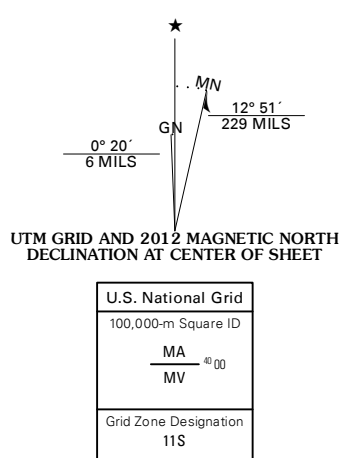 MN
12° 51´
229 MILS
GN
0° 20´
6 MILS
UTM GRID AND 2012 MAGNETIC NORTH
DECLINATION AT CENTER OF SHEET
U.S. National Grid
100,000-m Square ID
MA
40 00
MV
Grid Zone Designation
11S